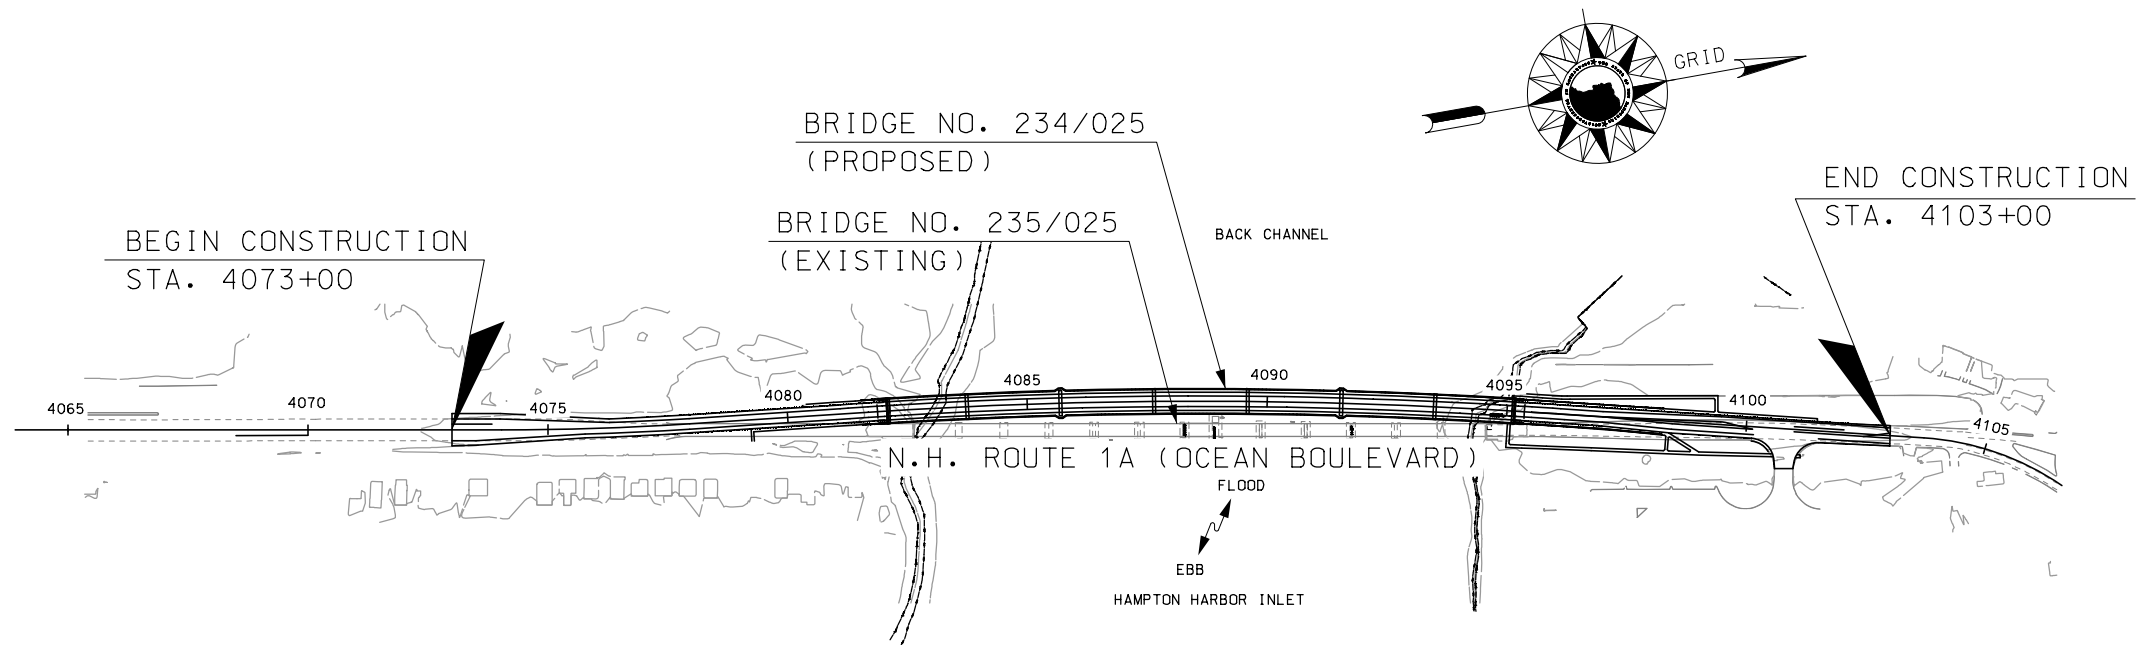 GRID
BRIDGE NO. 234/025
(PROPOSED)
END CONSTRUCTION
STA. 4103+00
BRIDGE NO. 235/025
(EXISTING)
BACK CHANNEL
BEGIN CONSTRUCTION
STA. 4073+00
4065
4070
4075
4080
4085
4090
4095
4100
4105
N.H. ROUTE 1A (OCEAN BOULEVARD)
FLOOD
EBB
HAMPTON HARBOR INLET